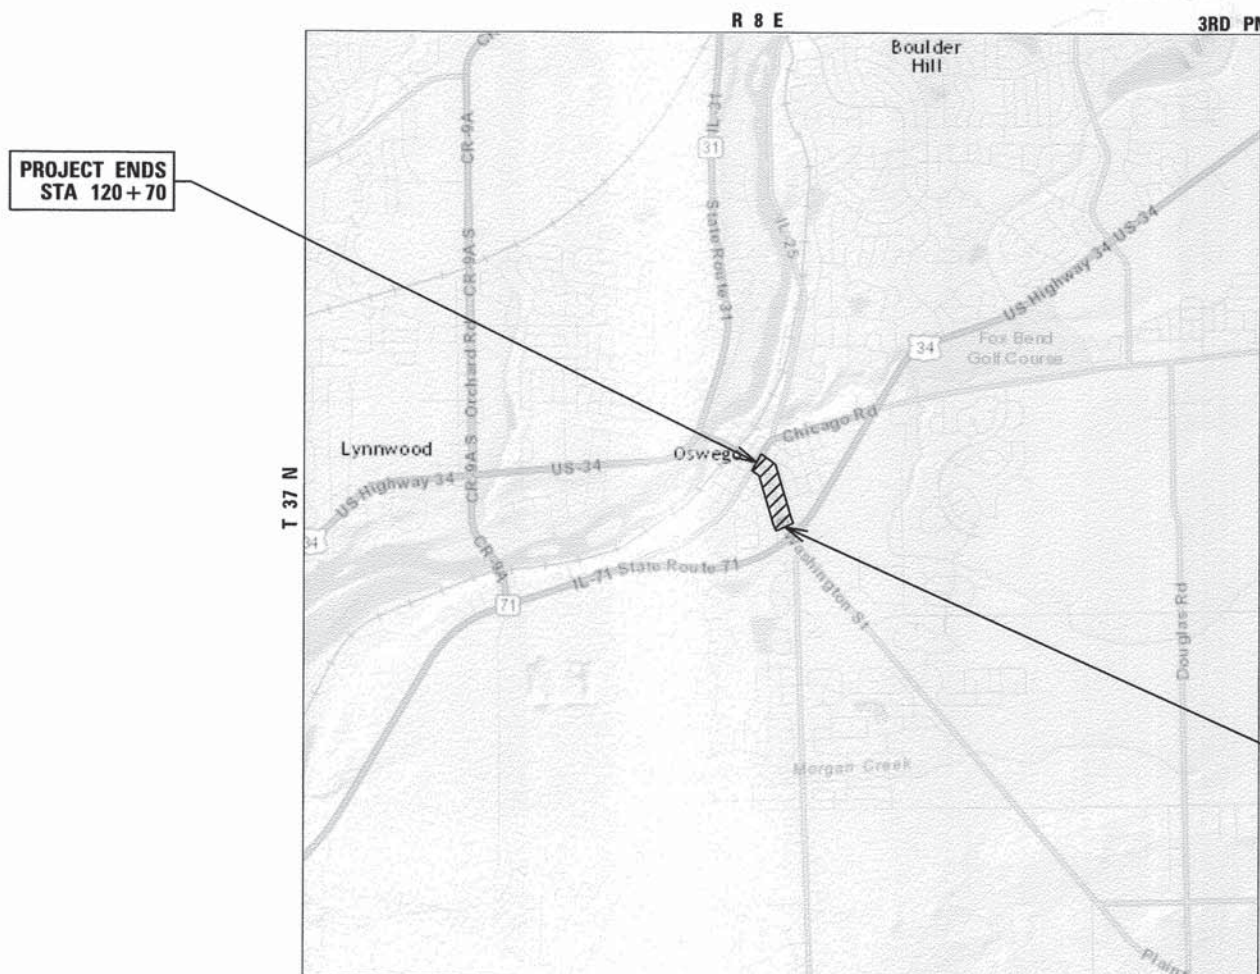 R 8 E
3RD PM
Boulder
Hill
PROJECT ENDS
STA 120+70
CR-9A
IL-31
31
State Route 31
IL-25
US Highway 34 US-34
34
Fox Bend
Golf Course
CR-9A S Orchard Rd CR-9A S
Chicago Rd
Lynnwood
Oswego
US-34
US Highway 34
34
T 37 N
CR-9A
IL-71 State Route 71
71
Washington St
Douglas Rd
Morgan Creek